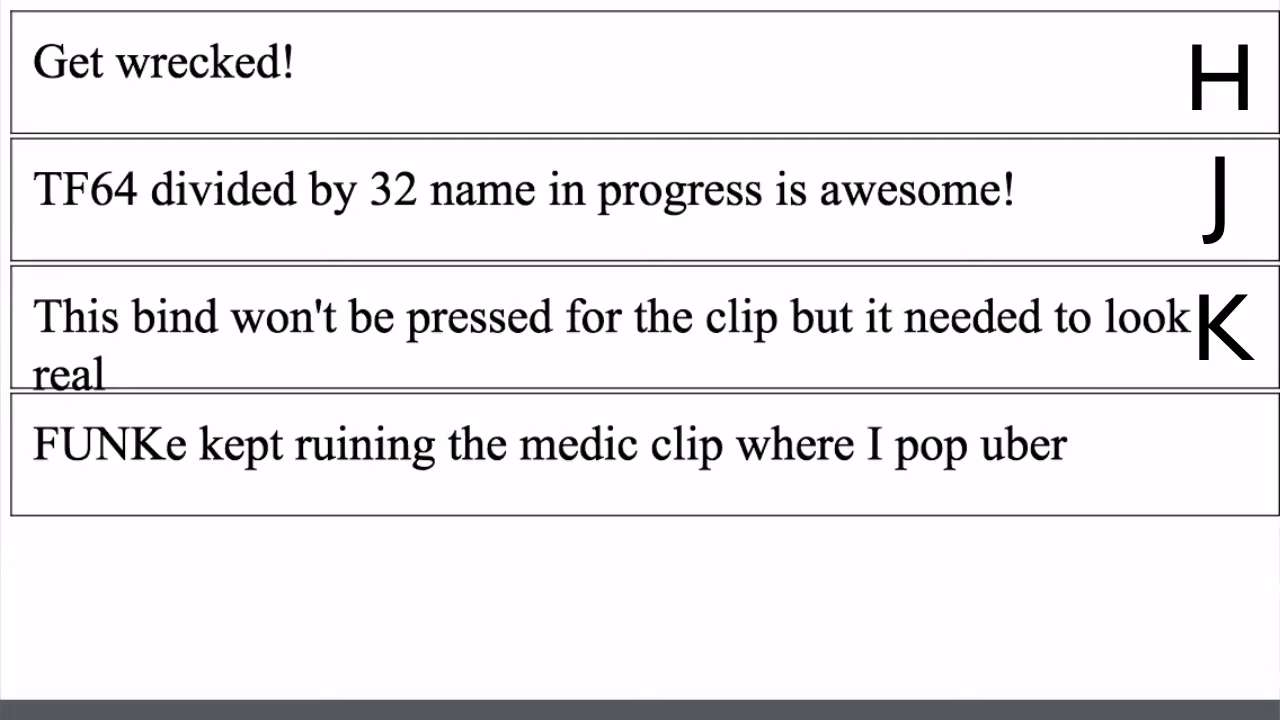 Get wrecked! H
TF64 divided by 32 name in progress is awesome! J
This bind won't be pressed for the clip but it needed to look K
real
FUNKe kept ruining the medic clip where I pop uber